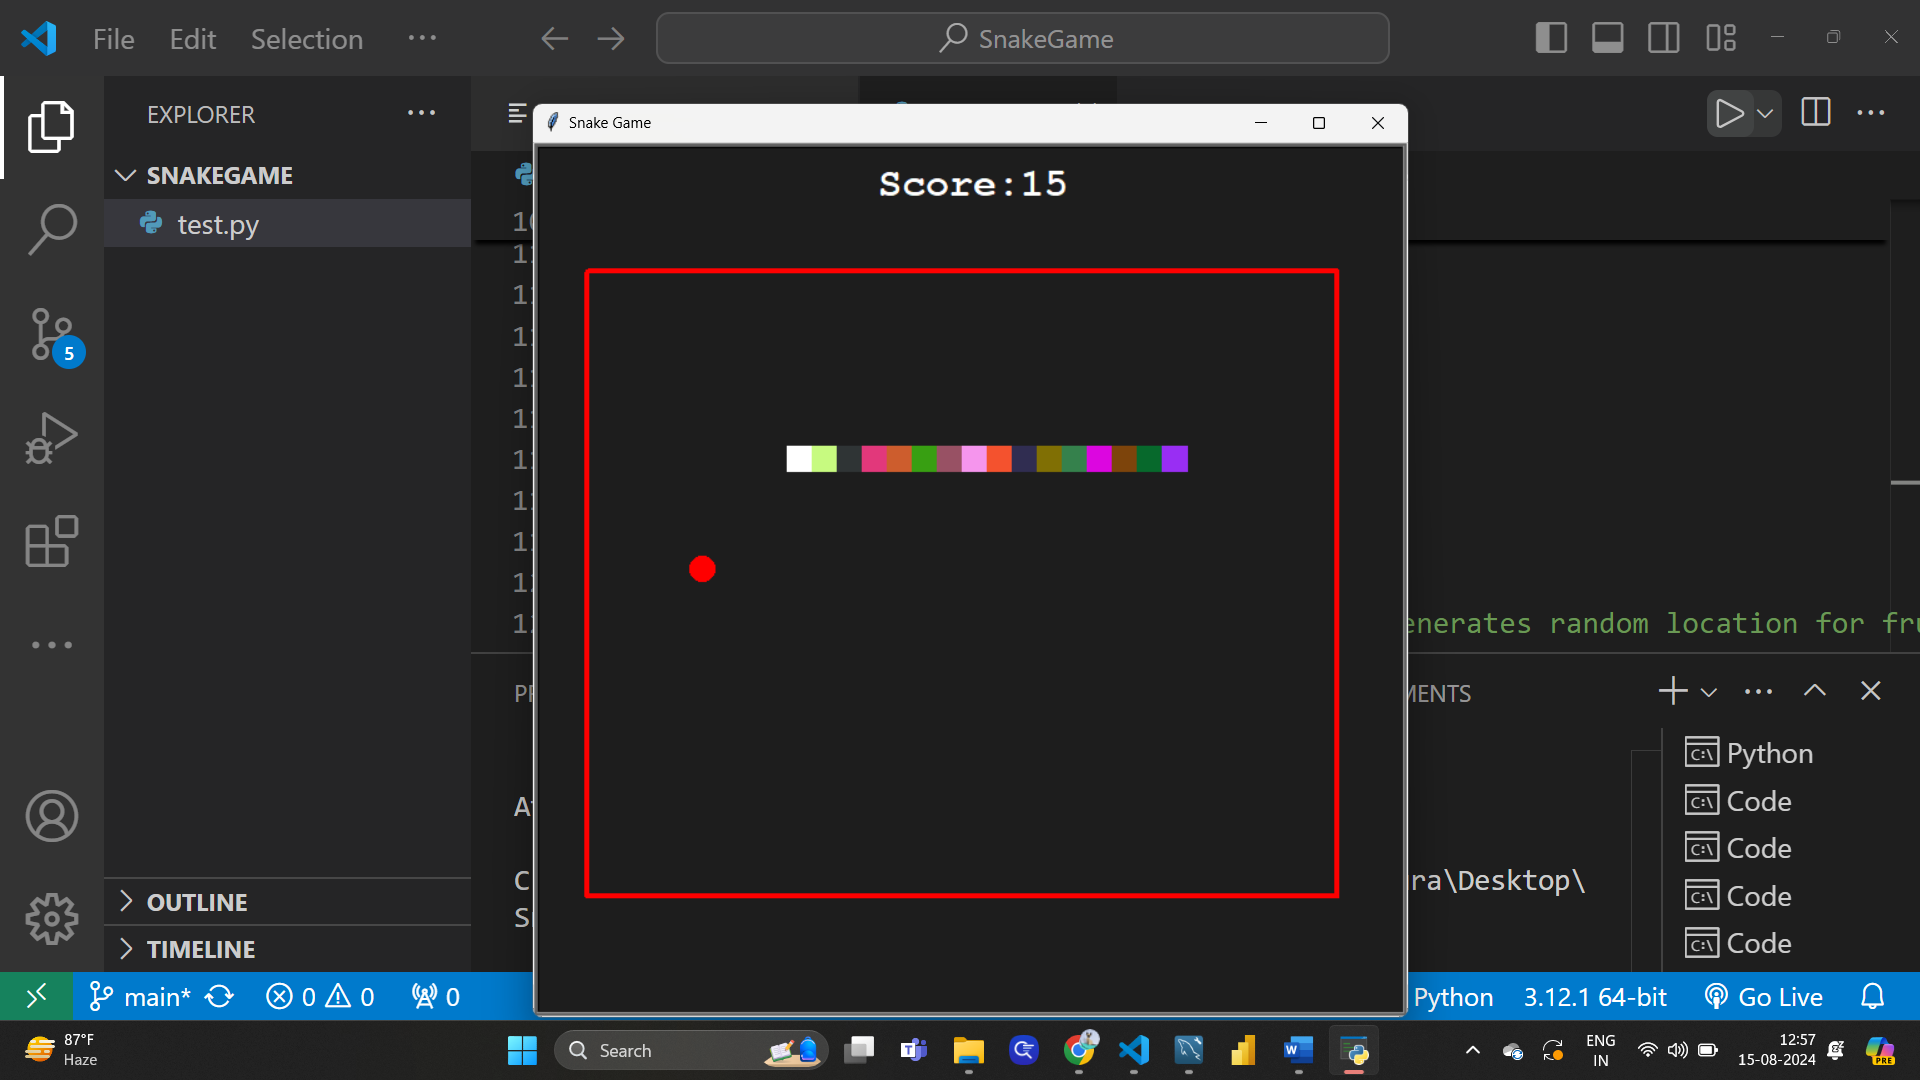 File Edit Selection ···
SnakeGame
EXPLORER ···
SNAKEGAME
test.py
OUTLINE
TIMELINE
Snake Game
Score:15
enerates random location for fru
MENTS
ra\Desktop\
Python
Code
Code
Code
Code
5
main* 0 0 0
Python 3.12.1 64-bit Go Live
87°F
Haze
Search
ENG
IN
12:57
15-08-2024
PRE